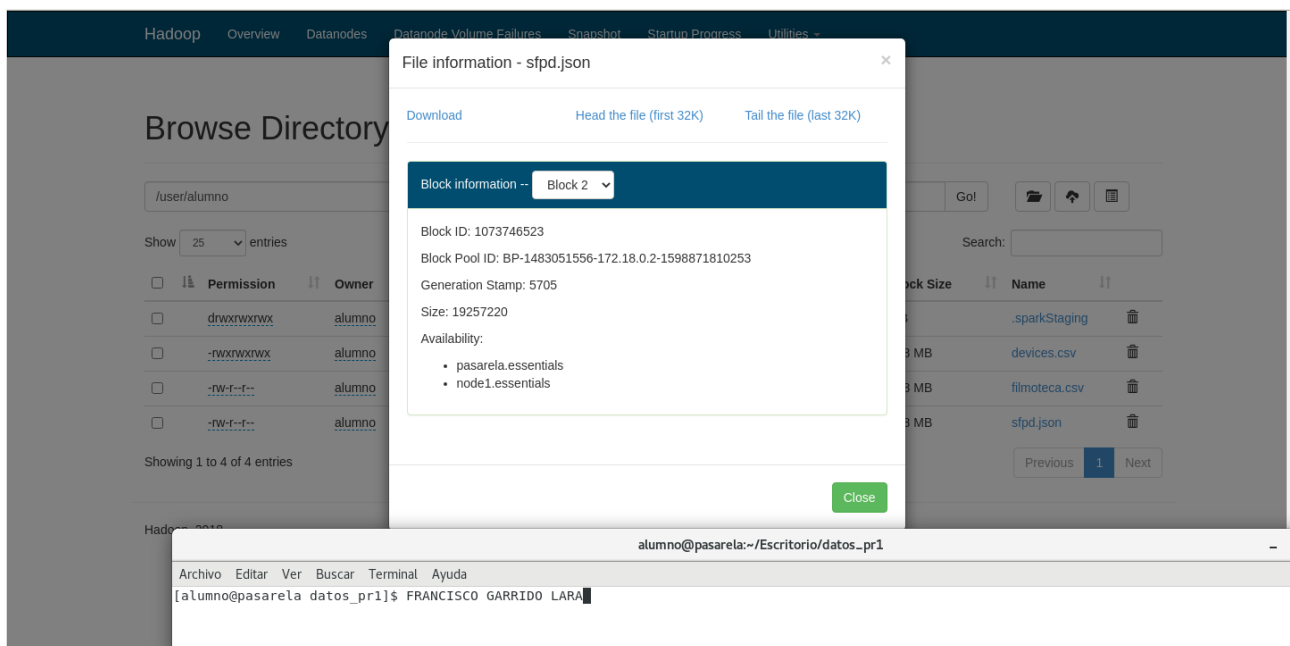 Hadoop Overview Datanodes Datanode Volume Failures Snapshot Startup Progress Utilities
File information - sfpd.json ×
Download Head the file (first 32K) Tail the file (last 32K)
Browse Directory
Block information -- Block 2
/user/alumno Go!
Block ID: 1073746523
Show 25 entries Search:
Block Pool ID: BP-1483051556-172.18.0.2-1598871810253
Permission Owner ck Size Name
Generation Stamp: 5705
Size: 19257220
drwxrwxrwx alumno .sparkStaging
Availability:
-rwxrwxrwx alumno MB devices.csv
• pasarela.essentials
• node1.essentials
-rw-r--r-- alumno MB filmoteca.csv
-rw-r--r-- alumno MB sfpd.json
Showing 1 to 4 of 4 entries Previous 1 Next
Close
Hadoop, 2018.
alumno@pasarela:~/Escritorio/datos_pr1
Archivo Editar Ver Buscar Terminal Ayuda
[alumno@pasarela datos_pr1]$ FRANCISCO GARRIDO LARA